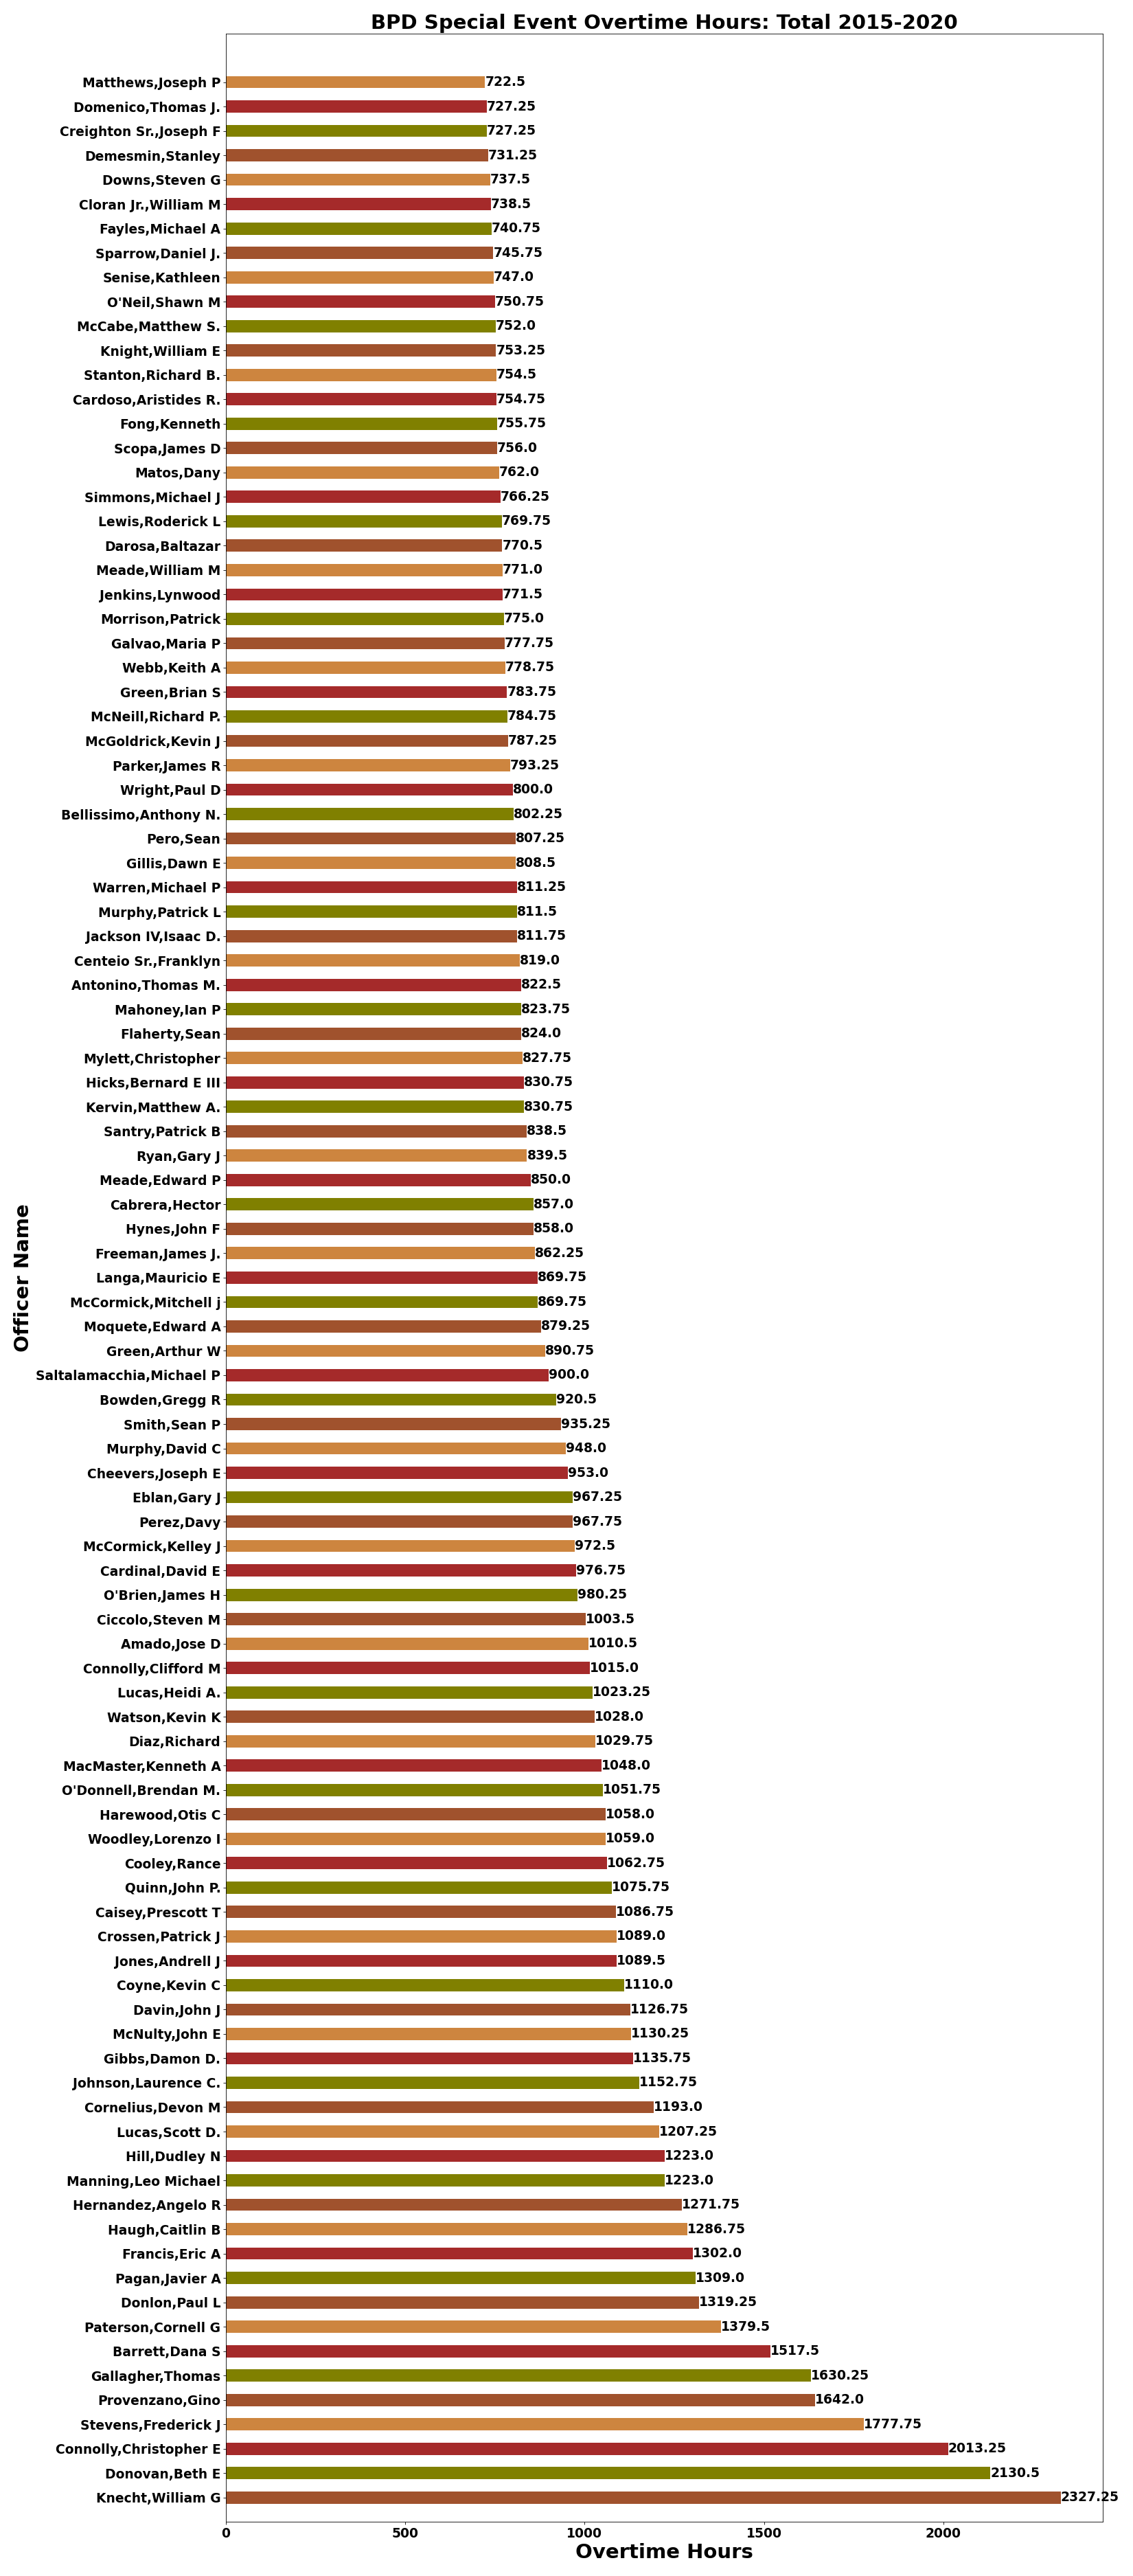 BPD Special Event Overtime Hours: Total 2015-2020
Matthews,Joseph P 722.5
Domenico,Thomas J. 727.25
Creighton Sr.,Joseph F 727.25
Demesmin,Stanley 731.25
Downs,Steven G 737.5
Cloran Jr.,William M 738.5
Fayles,Michael A 740.75
Sparrow,Daniel J. 745.75
Senise,Kathleen 747.0
O'Neil,Shawn M 750.75
McCabe,Matthew S. 752.0
Knight,William E 753.25
Stanton,Richard B. 754.5
Cardoso,Aristides R. 754.75
Fong,Kenneth 755.75
Scopa,James D 756.0
Matos,Dany 762.0
Simmons,Michael J 766.25
Lewis,Roderick L 769.75
Darosa,Baltazar 770.5
Meade,William M 771.0
Jenkins,Lynwood 771.5
Morrison,Patrick 775.0
Galvao,Maria P 777.75
Webb,Keith A 778.75
Green,Brian S 783.75
McNeill,Richard P. 784.75
McGoldrick,Kevin J 787.25
Parker,James R 793.25
Wright,Paul D 800.0
Bellissimo,Anthony N. 802.25
Pero,Sean 807.25
Gillis,Dawn E 808.5
Warren,Michael P 811.25
Murphy,Patrick L 811.5
Jackson IV,Isaac D. 811.75
Centeio Sr.,Franklyn 819.0
Antonino,Thomas M. 822.5
Mahoney,Ian P 823.75
Flaherty,Sean 824.0
Mylett,Christopher 827.75
Hicks,Bernard E III 830.75
Kervin,Matthew A. 830.75
Santry,Patrick B 838.5
Ryan,Gary J 839.5
Meade,Edward P 850.0
Cabrera,Hector 857.0
Hynes,John F 858.0
Freeman,James J. 862.25
Langa,Mauricio E 869.75
McCormick,Mitchell j 869.75
Moquete,Edward A 879.25
Green,Arthur W 890.75
Saltalamacchia,Michael P 900.0
Bowden,Gregg R 920.5
Smith,Sean P 935.25
Murphy,David C 948.0
Cheevers,Joseph E 953.0
Eblan,Gary J 967.25
Perez,Davy 967.75
McCormick,Kelley J 972.5
Cardinal,David E 976.75
O'Brien,James H 980.25
Ciccolo,Steven M 1003.5
Amado,Jose D 1010.5
Connolly,Clifford M 1015.0
Lucas,Heidi A. 1023.25
Watson,Kevin K 1028.0
Diaz,Richard 1029.75
MacMaster,Kenneth A 1048.0
O'Donnell,Brendan M. 1051.75
Harewood,Otis C 1058.0
Woodley,Lorenzo I 1059.0
Cooley,Rance 1062.75
Quinn,John P. 1075.75
Caisey,Prescott T 1086.75
Crossen,Patrick J 1089.0
Jones,Andrell J 1089.5
Coyne,Kevin C 1110.0
Davin,John J 1126.75
McNulty,John E 1130.25
Gibbs,Damon D. 1135.75
Johnson,Laurence C. 1152.75
Cornelius,Devon M 1193.0
Lucas,Scott D. 1207.25
Hill,Dudley N 1223.0
Manning,Leo Michael 1223.0
Hernandez,Angelo R 1271.75
Haugh,Caitlin B 1286.75
Francis,Eric A 1302.0
Pagan,Javier A 1309.0
Donlon,Paul L 1319.25
Paterson,Cornell G 1379.5
Barrett,Dana S 1517.5
Gallagher,Thomas 1630.25
Provenzano,Gino 1642.0
Stevens,Frederick J 1777.75
Connolly,Christopher E 2013.25
Donovan,Beth E 2130.5
Knecht,William G 2327.25
0 500 1000 1500 2000
Overtime Hours
Officer Name